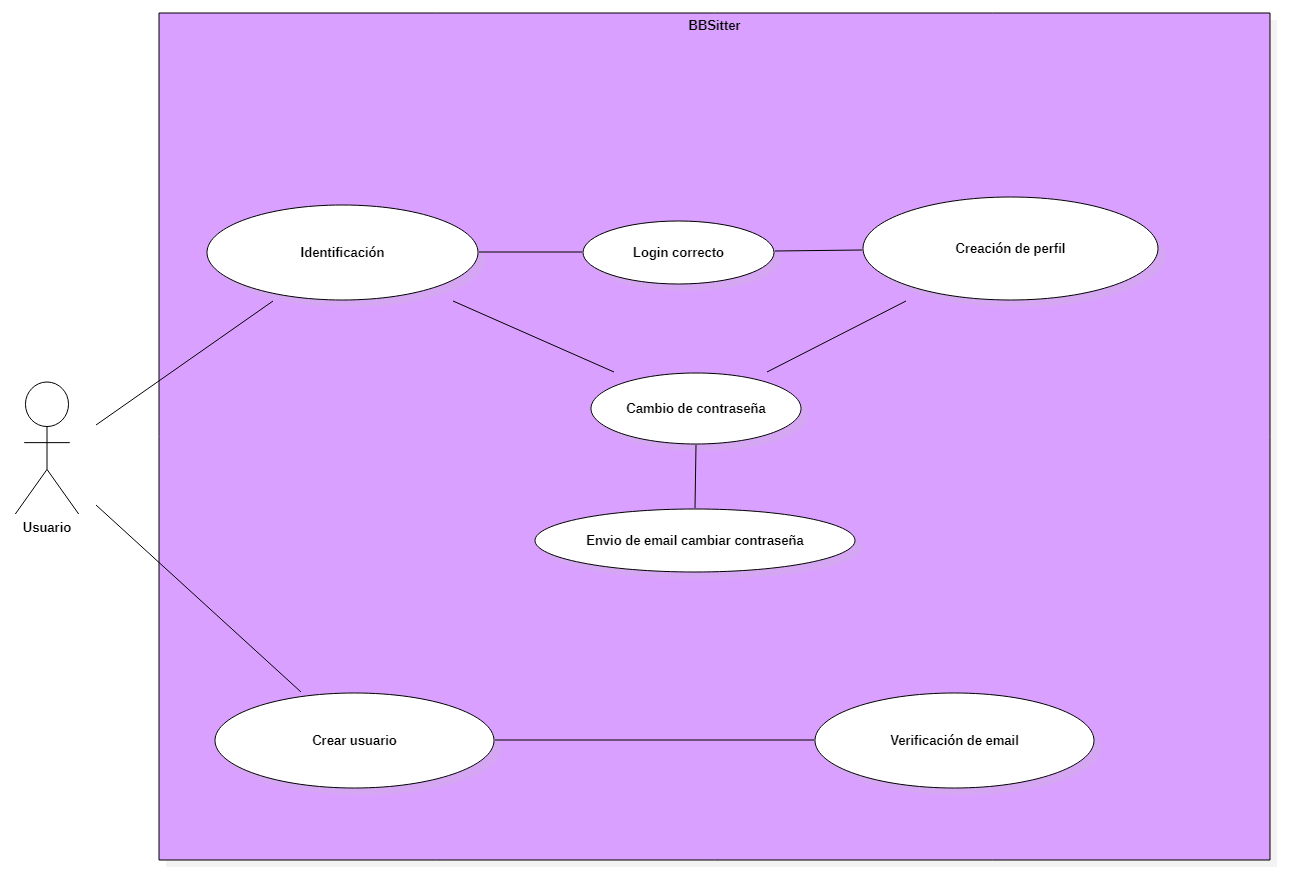 BBSitter
Identificación
Login correcto
Creación de perfil
Cambio de contraseña
Usuario
Envio de email cambiar contraseña
Crear usuario
Verificación de email